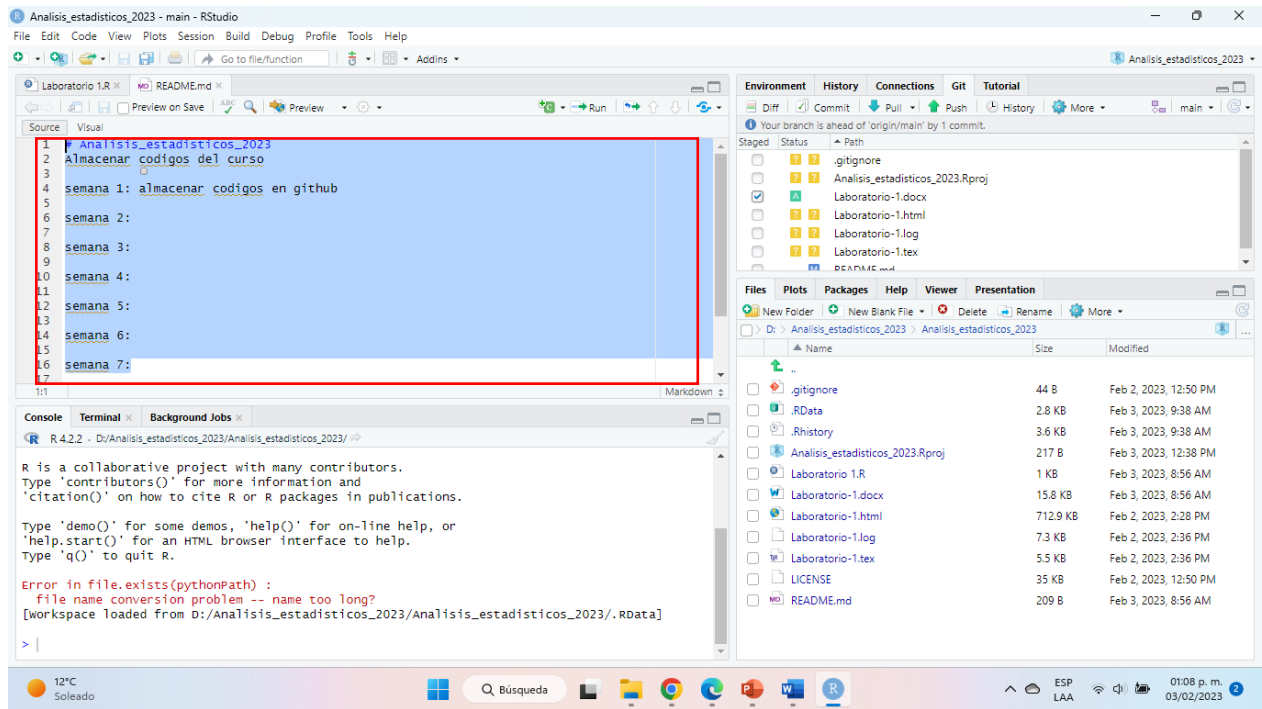 Analisis_estadisticos_2023 - main - RStudio
File Edit Code View Plots Session Build Debug Profile Tools Help
Go to file/function Addins Analisis_estadisticos_2023
Laboratorio 1.R README.md
Preview on Save ABC Preview Run
Source Visual
1 # Analisis_estadisticos_2023
2 Almacenar codigos del curso
3
4 semana 1: almacenar codigos en github
5
6 semana 2:
7
8 semana 3:
9
10 semana 4:
11
12 semana 5:
13
14 semana 6:
15
16 semana 7:
17
1:1 Markdown
Console Terminal Background Jobs
R 4.2.2 · D:/Analisis_estadisticos_2023/Analisis_estadisticos_2023/
R is a collaborative project with many contributors.
Type 'contributors()' for more information and
'citation()' on how to cite R or R packages in publications.
Type 'demo()' for some demos, 'help()' for on-line help, or
'help.start()' for an HTML browser interface to help.
Type 'q()' to quit R.
Error in file.exists(pythonPath) :
file name conversion problem -- name too long?
[Workspace loaded from D:/Analisis_estadisticos_2023/Analisis_estadisticos_2023/.RData]
>
Environment History Connections Git Tutorial
Diff Commit Pull Push History More main
Your branch is ahead of 'origin/main' by 1 commit.
Staged Status Path
? ? .gitignore
? ? Analisis_estadisticos_2023.Rproj
A Laboratorio-1.docx
? ? Laboratorio-1.html
? ? Laboratorio-1.log
? ? Laboratorio-1.tex
M README.md
Files Plots Packages Help Viewer Presentation
New Folder New Blank File Delete Rename More
D: > Analisis_estadisticos_2023 > Analisis_estadisticos_2023 ...
Name Size Modified
..
.gitignore 44 B Feb 2, 2023, 12:50 PM
.RData 2.8 KB Feb 3, 2023, 9:38 AM
.Rhistory 3.6 KB Feb 3, 2023, 9:38 AM
Analisis_estadisticos_2023.Rproj 217 B Feb 3, 2023, 12:38 PM
Laboratorio 1.R 1 KB Feb 3, 2023, 8:56 AM
Laboratorio-1.docx 15.8 KB Feb 3, 2023, 8:56 AM
Laboratorio-1.html 712.9 KB Feb 2, 2023, 2:28 PM
Laboratorio-1.log 7.3 KB Feb 2, 2023, 2:36 PM
Laboratorio-1.tex 5.5 KB Feb 2, 2023, 2:36 PM
LICENSE 35 KB Feb 2, 2023, 12:50 PM
README.md 209 B Feb 3, 2023, 8:56 AM
12°C
Soleado
Búsqueda
ESP
LAA
01:08 p. m.
03/02/2023
2